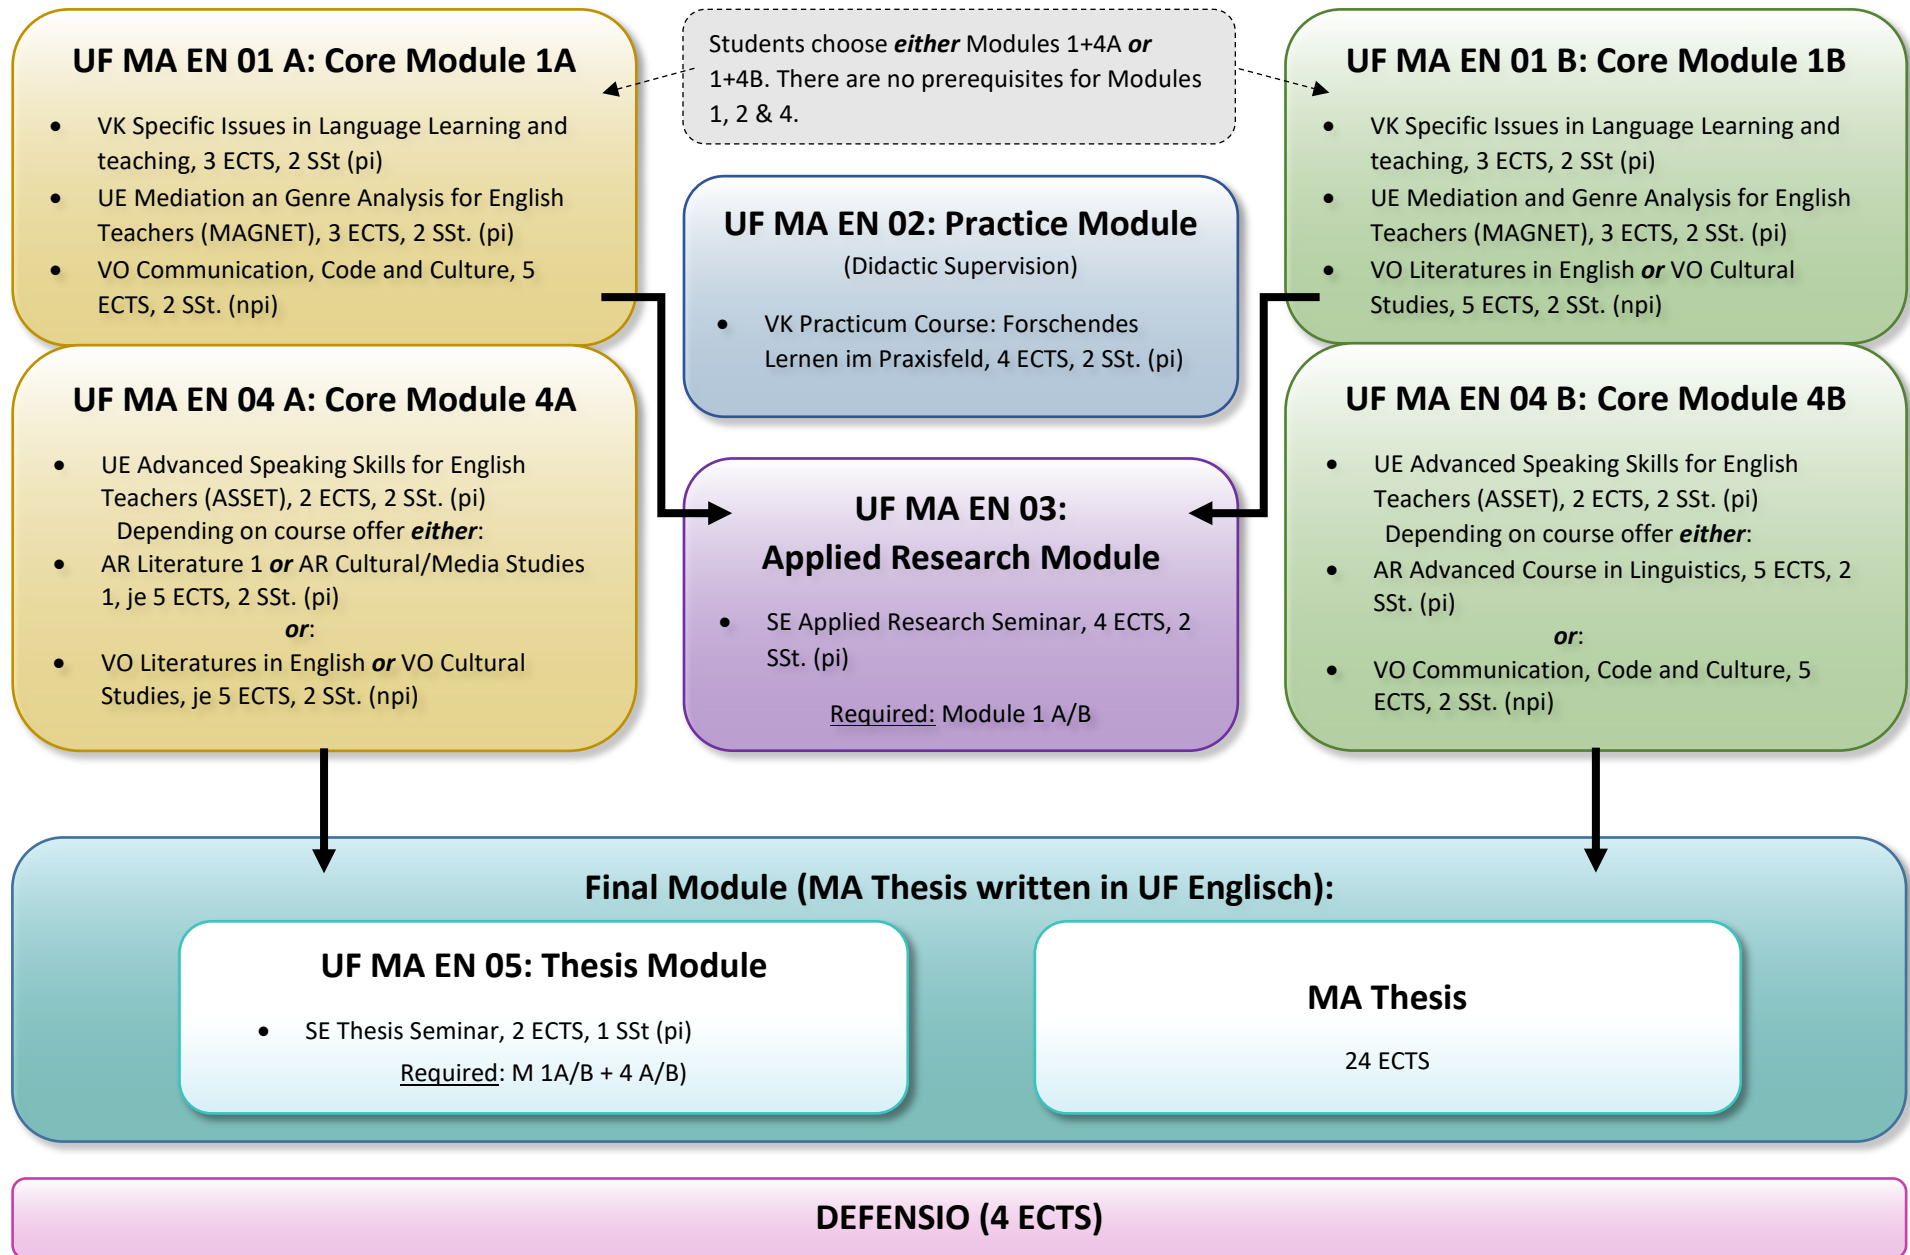 UF MA EN 01 A: Core Module 1A
• VK Specific Issues in Language Learning and
teaching, 3 ECTS, 2 SSt (pi)
• UE Mediation an Genre Analysis for English
Teachers (MAGNET), 3 ECTS, 2 SSt. (pi)
• VO Communication, Code and Culture, 5
ECTS, 2 SSt. (npi)
UF MA EN 04 A: Core Module 4A
• UE Advanced Speaking Skills for English
Teachers (ASSET), 2 ECTS, 2 SSt. (pi)
Depending on course offer either:
• AR Literature 1 or AR Cultural/Media Studies
1, je 5 ECTS, 2 SSt. (pi)
or:
• VO Literatures in English or VO Cultural
Studies, je 5 ECTS, 2 SSt. (npi)
Students choose either Modules 1+4A or
1+4B. There are no prerequisites for Modules
1, 2 & 4.
UF MA EN 02: Practice Module
(Didactic Supervision)
• VK Practicum Course: Forschendes
Lernen im Praxisfeld, 4 ECTS, 2 SSt. (pi)
UF MA EN 03:
Applied Research Module
• SE Applied Research Seminar, 4 ECTS, 2
SSt. (pi)
Required: Module 1 A/B
UF MA EN 01 B: Core Module 1B
• VK Specific Issues in Language Learning and
teaching, 3 ECTS, 2 SSt (pi)
• UE Mediation and Genre Analysis for English
Teachers (MAGNET), 3 ECTS, 2 SSt. (pi)
• VO Literatures in English or VO Cultural
Studies, 5 ECTS, 2 SSt. (npi)
UF MA EN 04 B: Core Module 4B
• UE Advanced Speaking Skills for English
Teachers (ASSET), 2 ECTS, 2 SSt. (pi)
Depending on course offer either:
• AR Advanced Course in Linguistics, 5 ECTS, 2
SSt. (pi)
or:
• VO Communication, Code and Culture, 5
ECTS, 2 SSt. (npi)
Final Module (MA Thesis written in UF Englisch):
UF MA EN 05: Thesis Module
• SE Thesis Seminar, 2 ECTS, 1 SSt (pi)
Required: M 1A/B + 4 A/B)
MA Thesis
24 ECTS
DEFENSIO (4 ECTS)